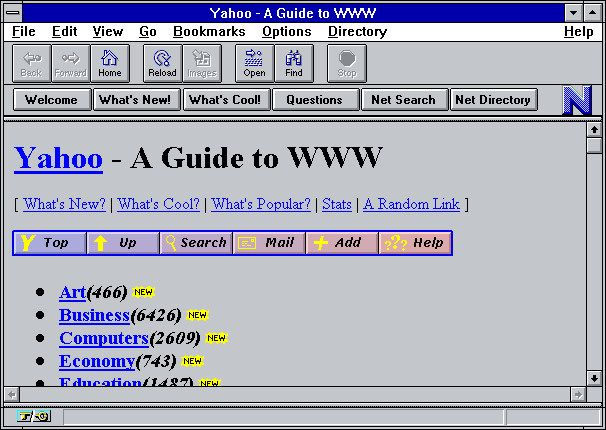 Yahoo - A Guide to WWW
File Edit View Go Bookmarks Options Directory Help
Back Forward Home Reload Images Open Find Stop
Welcome What's New! What's Cool! Questions Net Search Net Directory N
Yahoo - A Guide to WWW
[ What's New? | What's Cool? | What's Popular? | Stats | A Random Link ]
Y Top Up Search Mail Add ??? Help
Art(466) NEW
Business(6426) NEW
Computers(2609) NEW
Economy(743) NEW
Education(1487) NEW